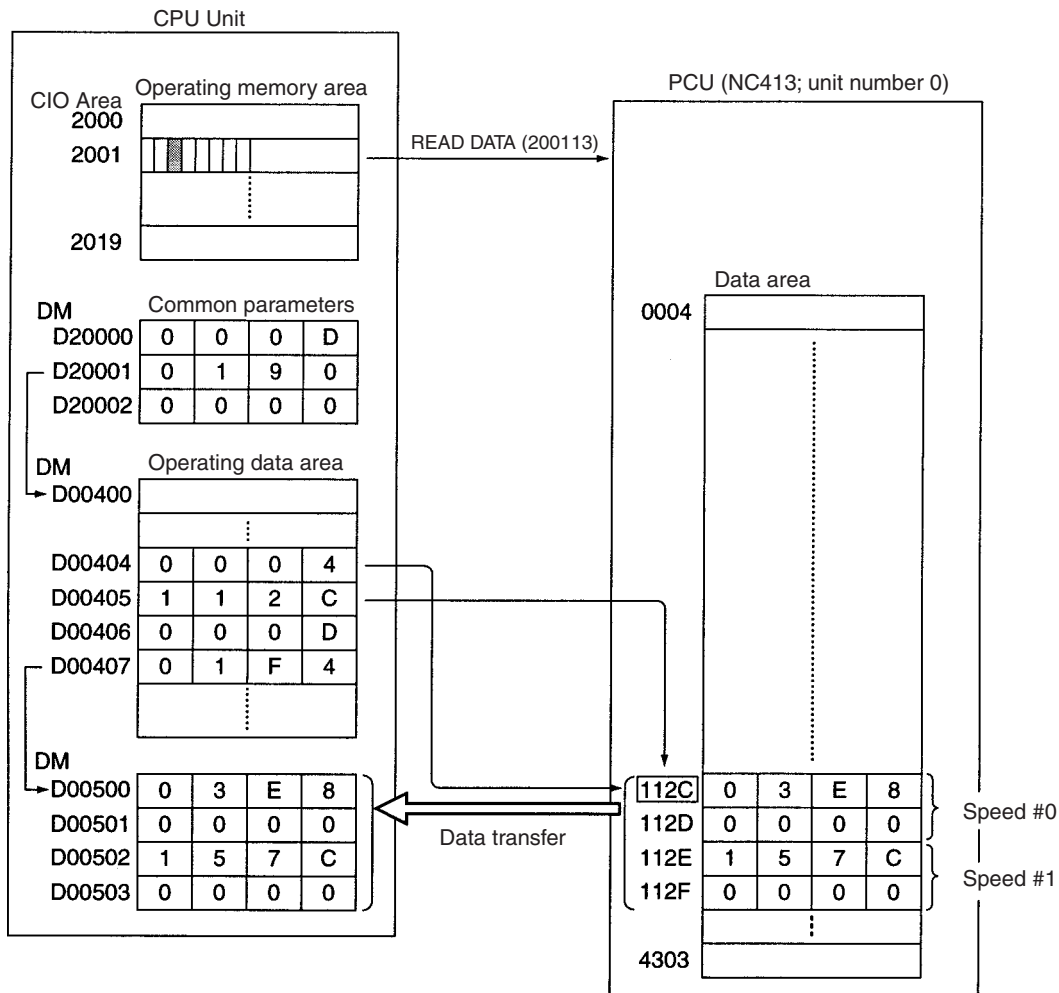 CPU Unit
Operating memory area
CIO Area
2000
2001
2019
READ DATA (200113)
PCU (NC413; unit number 0)
DM
Common parameters
D20000 0 0 0 D
D20001 0 1 9 0
D20002 0 0 0 0
DM
Operating data area
D00400
D00404 0 0 0 4
D00405 1 1 2 C
D00406 0 0 0 D
D00407 0 1 F 4
DM
D00500 0 3 E 8
D00501 0 0 0 0
D00502 1 5 7 C
D00503 0 0 0 0
Data transfer
Data area
0004
112C 0 3 E 8
112D 0 0 0 0
112E 1 5 7 C
112F 0 0 0 0
4303
Speed #0
Speed #1